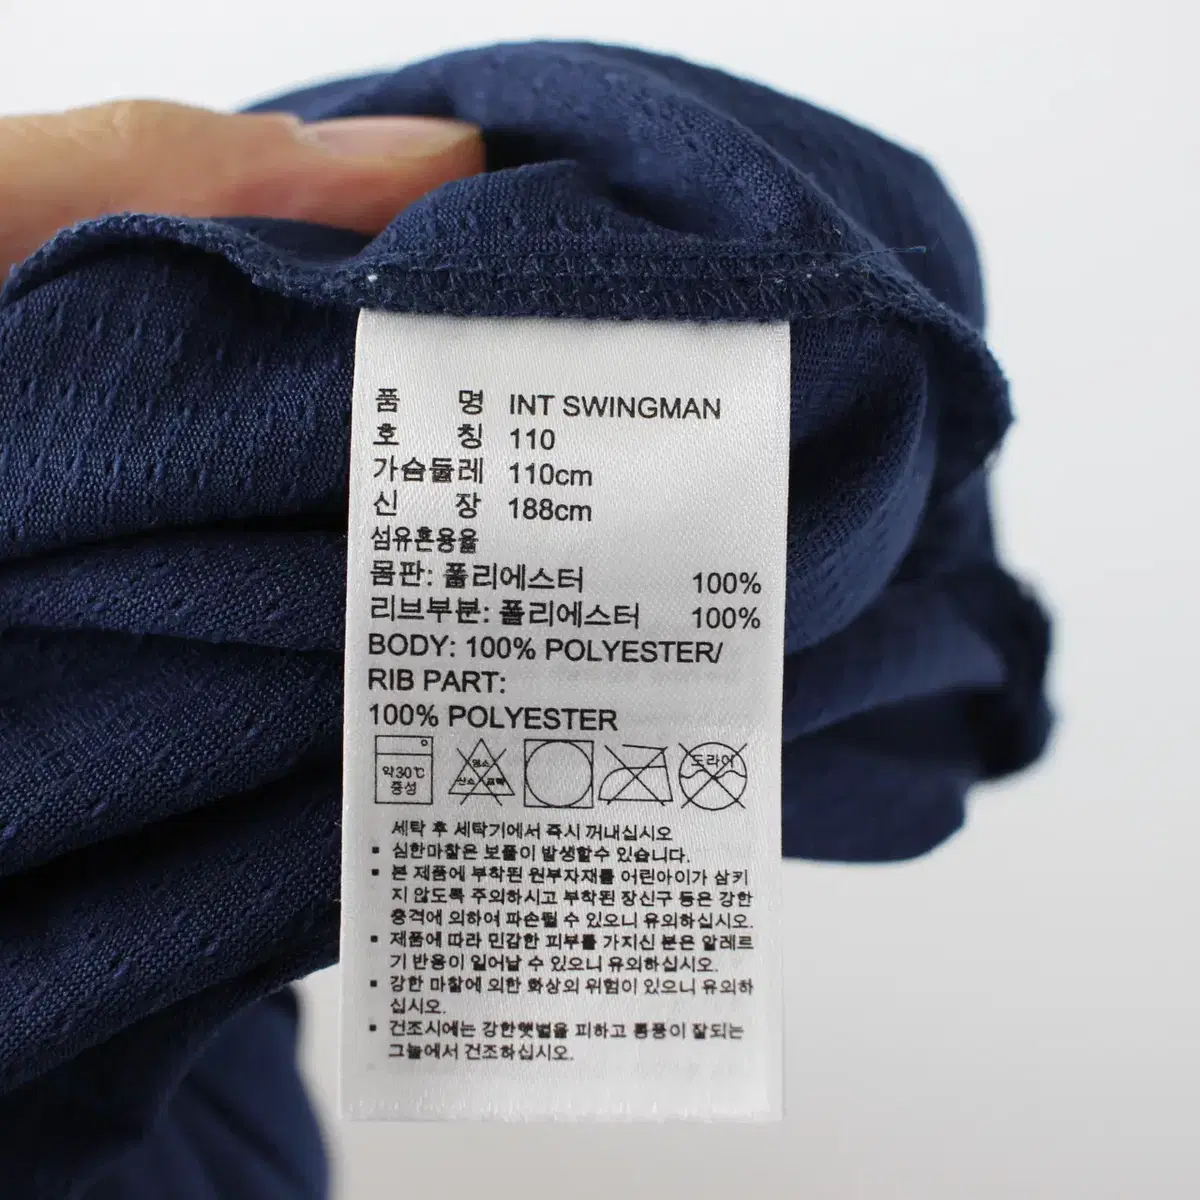 품 명 INT SWINGMAN
호 칭 110
가슴둘레 110cm
신 장 188cm
섬유혼용율
몸판: 폴리에스터 100%
리브부분: 폴리에스터 100%
BODY: 100% POLYESTER/
RIB PART:
100% POLYESTER
약30℃
중성
염소
산소 표백
드라이
세탁 후 세탁기에서 즉시 꺼내십시오
▪ 심한마찰은 보풀이 발생할수 있습니다.
▪ 본 제품에 부착된 원부자재를 어린아이가 삼키
지 않도록 주의하시고 부착된 장신구 등은 강한
충격에 의하여 파손될 수 있으니 유의하십시오.
▪ 제품에 따라 민감한 피부를 가지신 분은 알레르
기 반응이 일어날 수 있으니 유의하십시오.
▪ 강한 마찰에 의한 화상의 위험이 있으니 유의하
십시오.
▪ 건조시에는 강한햇볕을 피하고 통풍이 잘되는
그늘에서 건조하십시오.